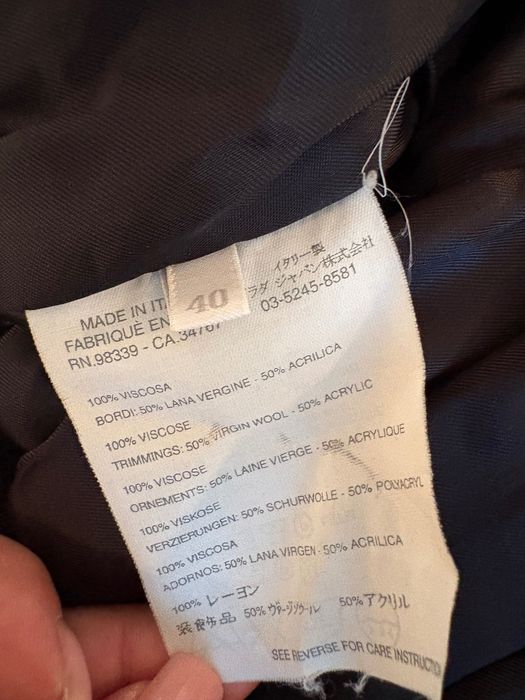 MADE IN
FABRIQUÈ EN
RN.98339 - CA.34767
40
イタリー製
ラダ ジャパン株式会社
03-5245-8581
100% VISCOSA
BORDI: 50% LANA VERGINE - 50% ACRILICA
100% VISCOSE
TRIMMINGS: 50% VIRGIN WOOL - 50% ACRYLIC
100% VISCOSE
ORNEMENTS: 50% LAINE VIERGE - 50% ACRYLIQUE
100% VISKOSE
VERZIERUNGEN: 50% SCHURWOLLE - 50% POLYACRYL
100% VISCOSA
ADORNOS: 50% LANA VIRGEN - 50% ACRILICA
100% レーヨン
装飾部品 50%ヴァージンウール 50%アクリル
SEE REVERSE FOR CARE INSTRUCTIO